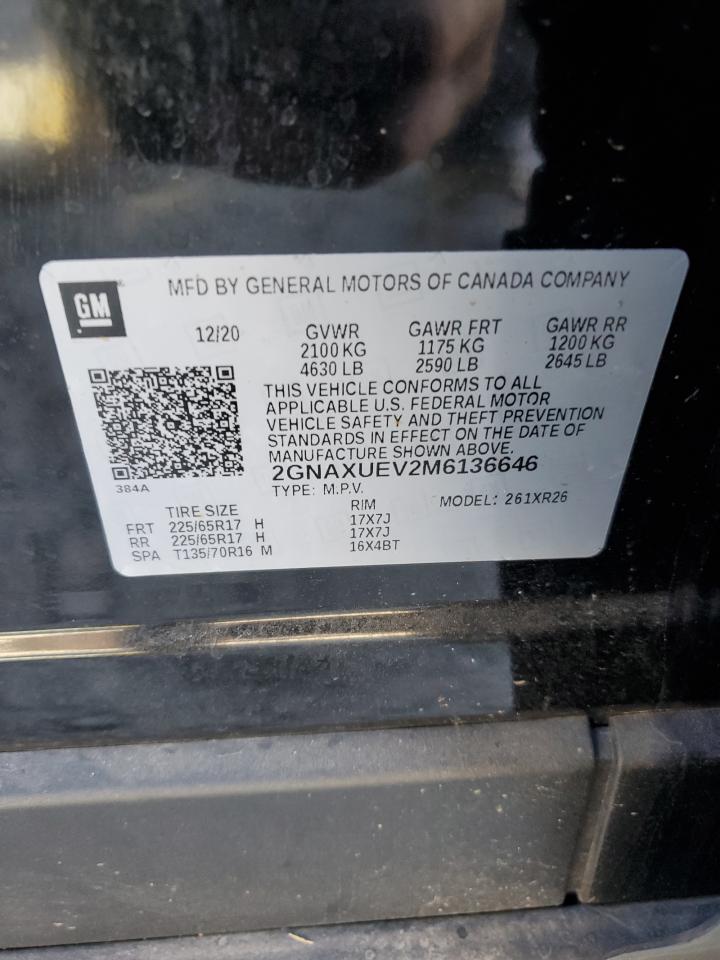 GM
MFD BY GENERAL MOTORS OF CANADA COMPANY
12/20 GVWR GAWR FRT GAWR RR
2100 KG 1175 KG 1200 KG
4630 LB 2590 LB 2645 LB
THIS VEHICLE CONFORMS TO ALL
APPLICABLE U.S. FEDERAL MOTOR
VEHICLE SAFETY AND THEFT PREVENTION
STANDARDS IN EFFECT ON THE DATE OF
MANUFACTURE SHOWN ABOVE.
2GNAXUEV2M6136646
384A TYPE: M.P.V. MODEL: 261XR26
TIRE SIZE RIM
FRT 225/65R17 H 17X7J
RR 225/65R17 H 17X7J
SPA T135/70R16 M 16X4BT